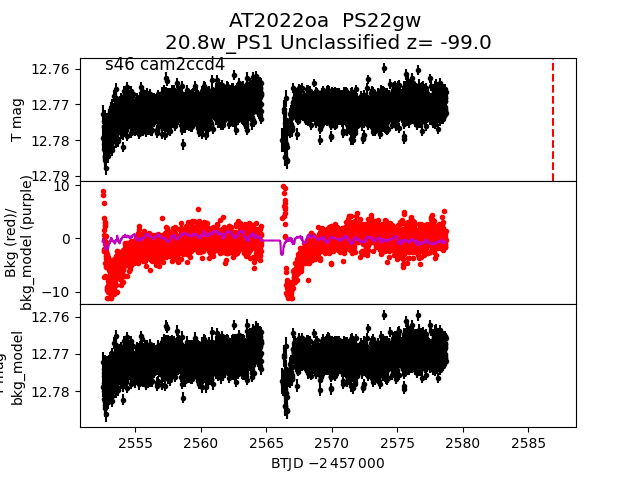 AT2022oa  PS22gw
20.8w_PS1 Unclassified z= -99.0
s46 cam2ccd4
12.76
12.77
12.78
12.79
T mag
10
0
−10
Bkg (red)/
bkg_model (purple)
12.76
12.77
12.78
mag
bkg_model
2555 2560 2565 2570 2575 2580 2585
BTJD −2 457 000